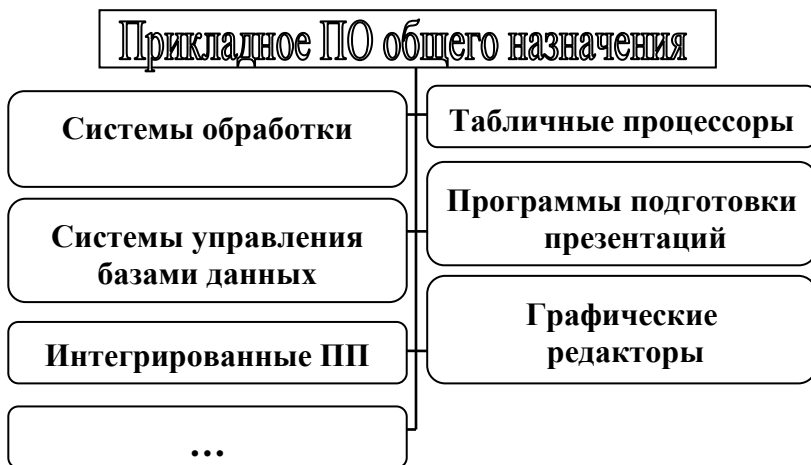 Прикладное ПО общего назначения
Системы обработки
Табличные процессоры
Системы управления
базами данных
Программы подготовки
презентаций
Интегрированные ПП
Графические
редакторы
...